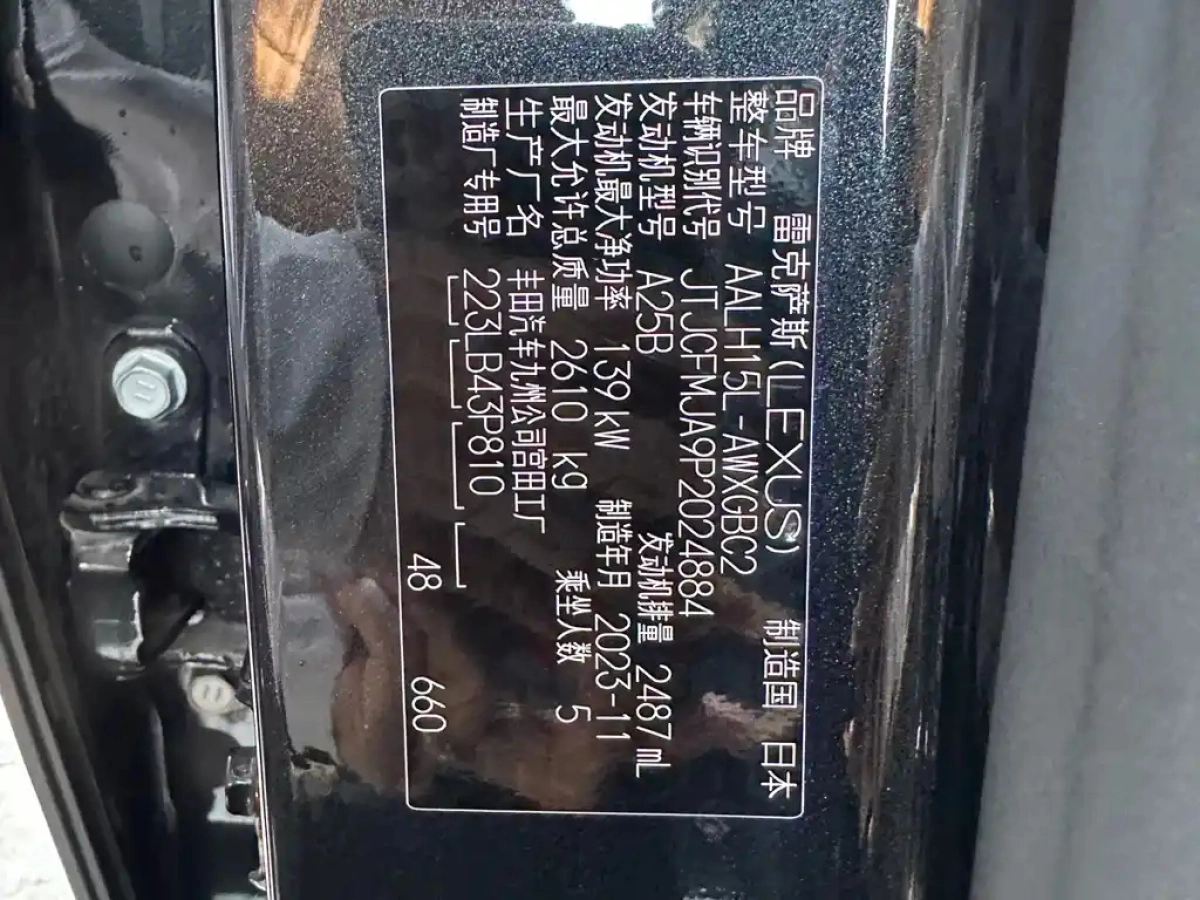 品牌 雷克萨斯(LEXUS) 制造国 日本
整车型号 AALH15L-AWXGBC2
车辆识别代号 JTJCFMJA9P2024884
发动机型号 A25B 发动机排量 2487 mL
发动机最大净功率 139 kW 制造年月 2023-11
最大允许总质量 2610 kg 乘坐人数 5
生产厂名 丰田汽车九州公司宫田工厂
制造厂专用号 223LB43P810
48 660